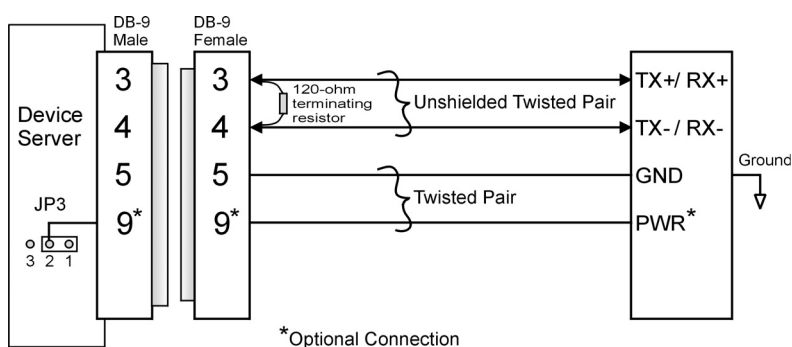 DB-9
Male
DB-9
Female
Device
Server
3
3
120-ohm
terminating
resistor
Unshielded Twisted Pair
TX+/ RX+
4
4
TX-/ RX-
5
5
GND
Ground
Twisted Pair
JP3
9*
9*
PWR*
3 2 1
*Optional Connection